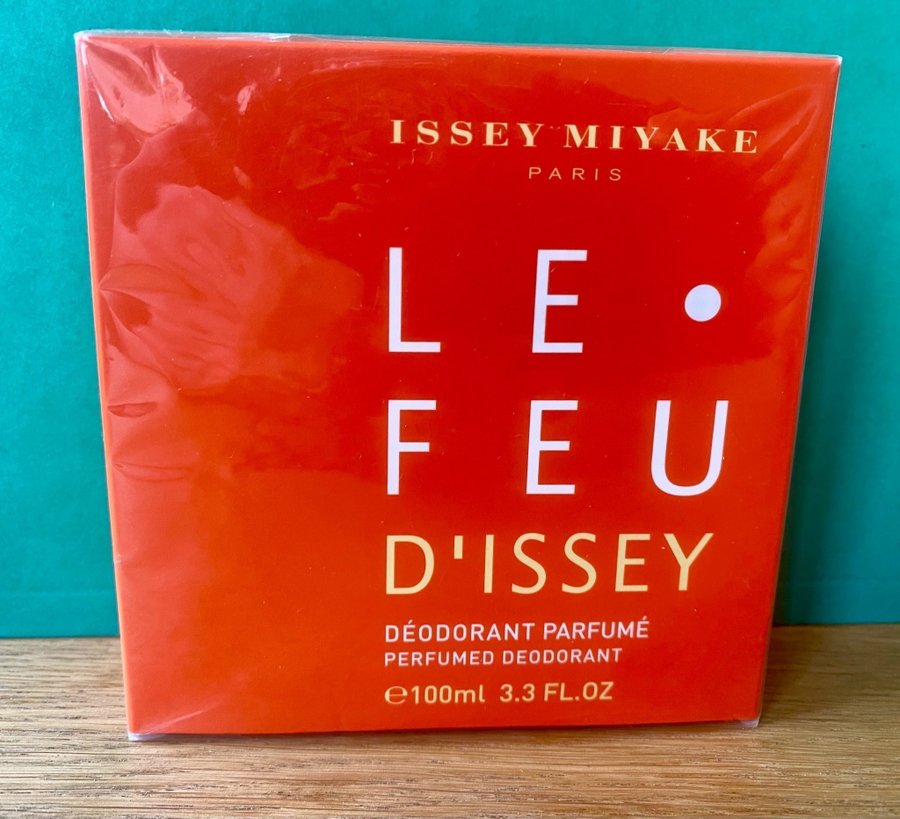 ISSEY MIYAKE
PARIS
LE•
FEU
D'ISSEY
DÉODORANT PARFUMÉ
PERFUMED DEODORANT
℮100ml 3.3 FL.OZ